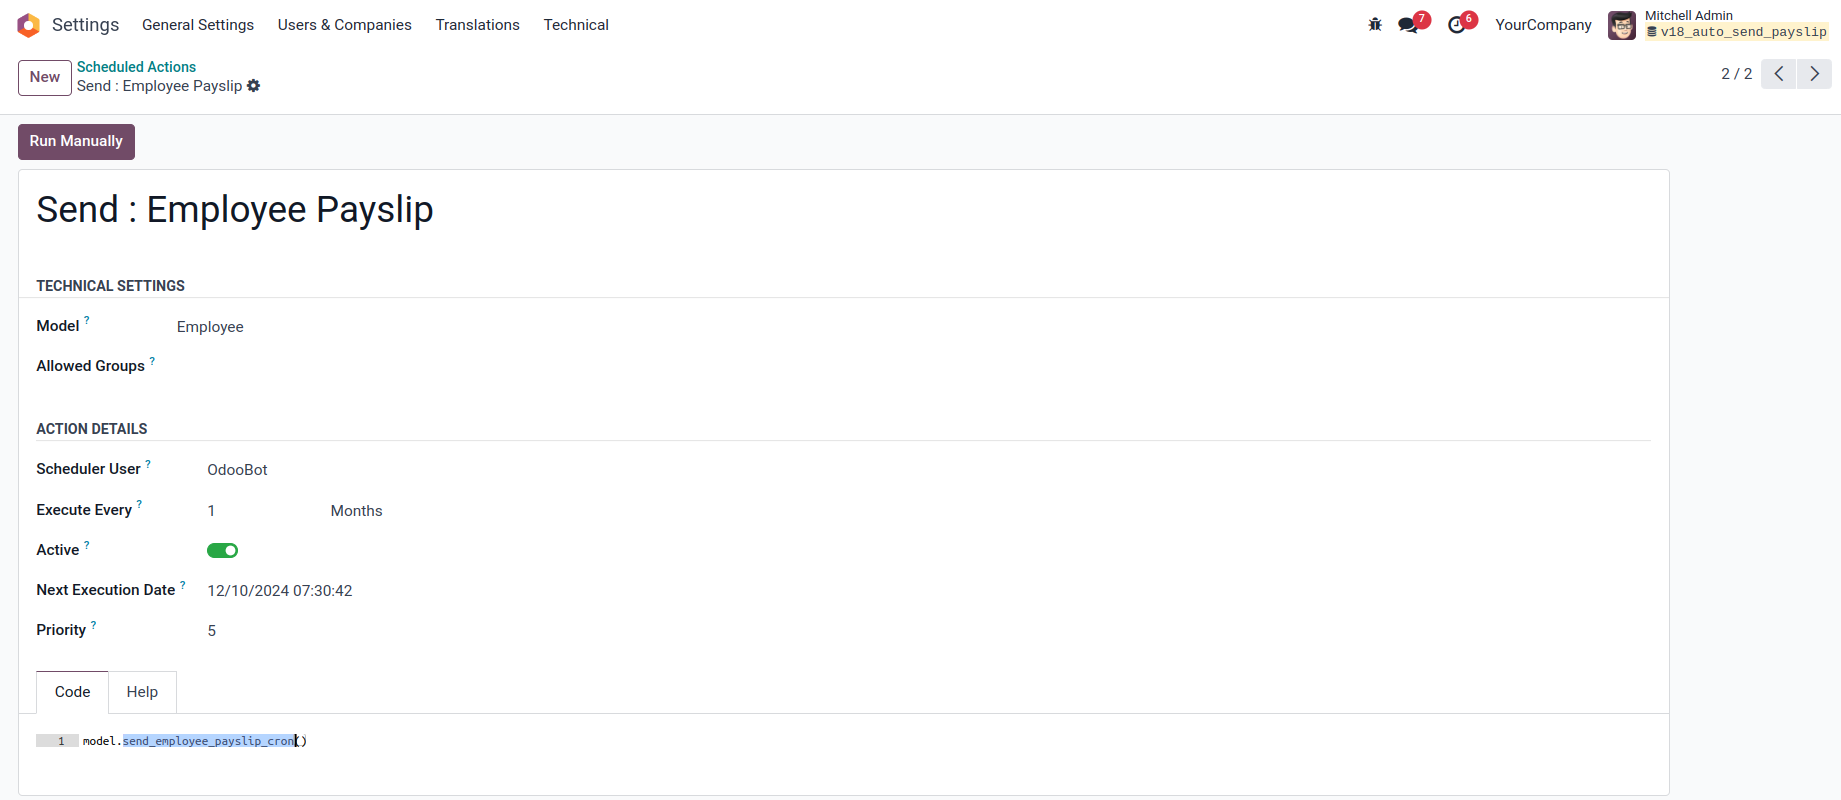 Settings General Settings Users & Companies Translations Technical 7 6 YourCompany Mitchell Admin
v18_auto_send_payslip
New Scheduled Actions
Send : Employee Payslip
2 / 2
Run Manually
Send : Employee Payslip
TECHNICAL SETTINGS
Model ? Employee
Allowed Groups ?
ACTION DETAILS
Scheduler User ? OdooBot
Execute Every ? 1 Months
Active ?
Next Execution Date ? 12/10/2024 07:30:42
Priority ? 5
Code Help
1 model.send_employee_payslip_cron()